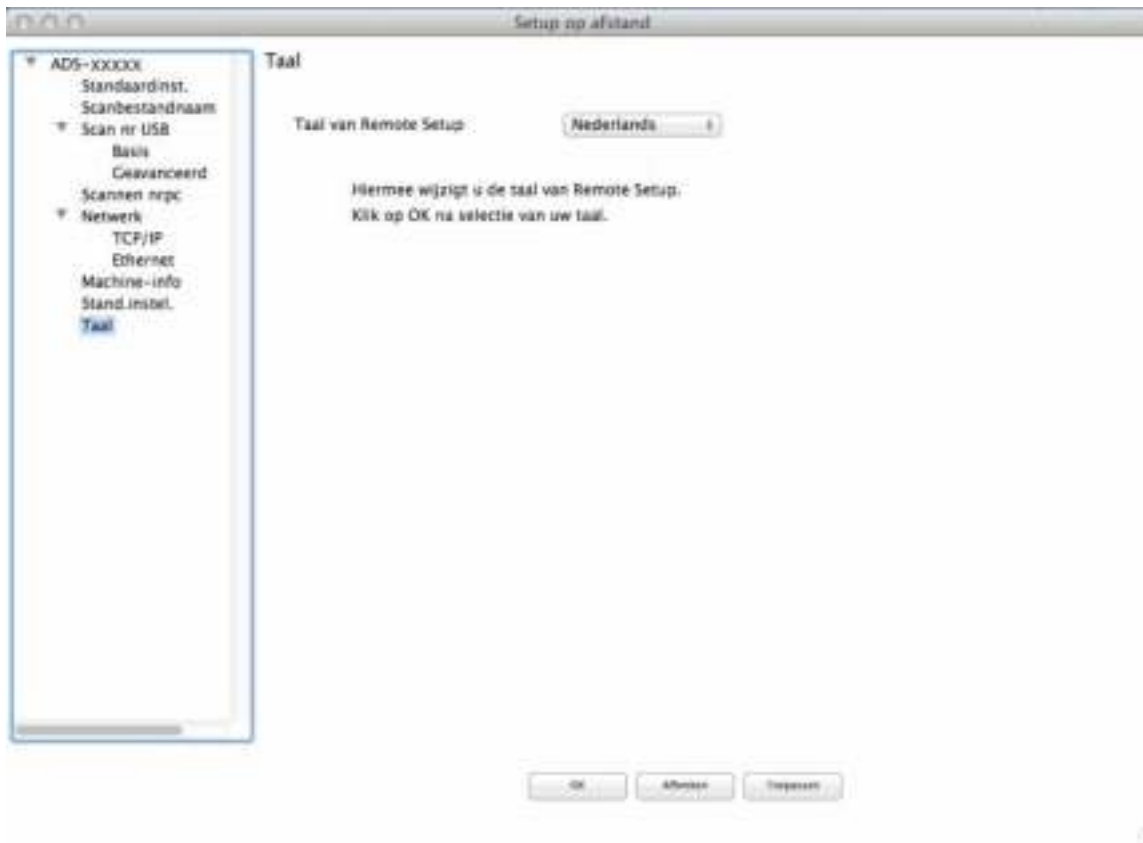 Setup op afstand
ADS-XXXXX
Standaardinst.
Scanbestandnaam
Scan nr USB
Basis
Geavanceerd
Scannen nrpc
Netwerk
TCP/IP
Ethernet
Machine-info
Stand.instel.
Taal
Taal
Taal van Remote Setup
Nederlands
Hiermee wijzigt u de taal van Remote Setup.
Klik op OK na selectie van uw taal.
OK
Afbreken
Toepassen